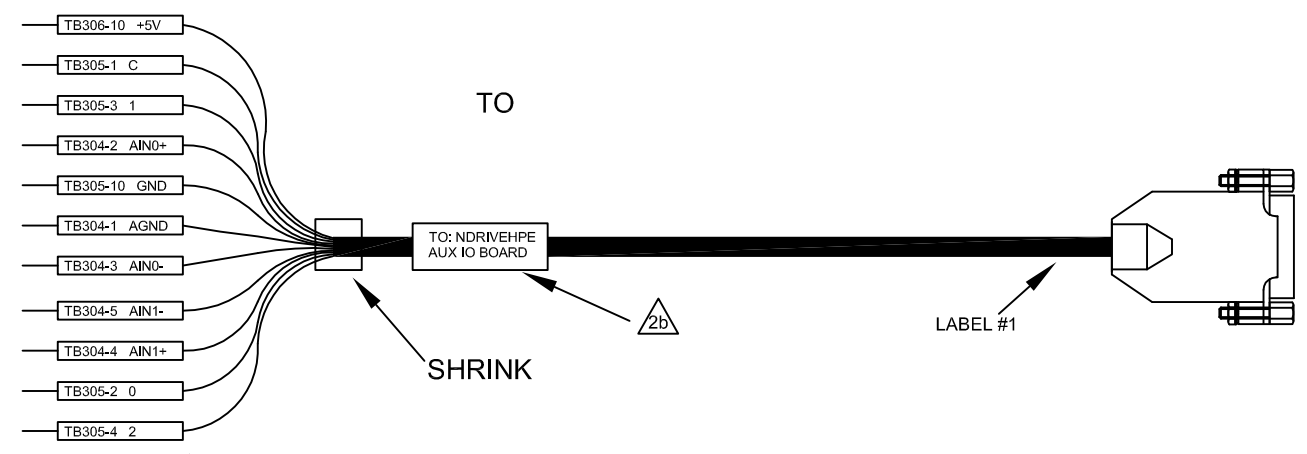 TB306-10 +5V
TB305-1 C
TB305-3 1
TB304-2 AIN0+
TB305-10 GND
TB304-1 AGND
TB304-3 AIN0-
TB304-5 AIN1-
TB304-4 AIN1+
TB305-2 0
TB305-4 2
TO
TO: NDRIVEHPE
AUX IO BOARD
2b
SHRINK
LABEL #1